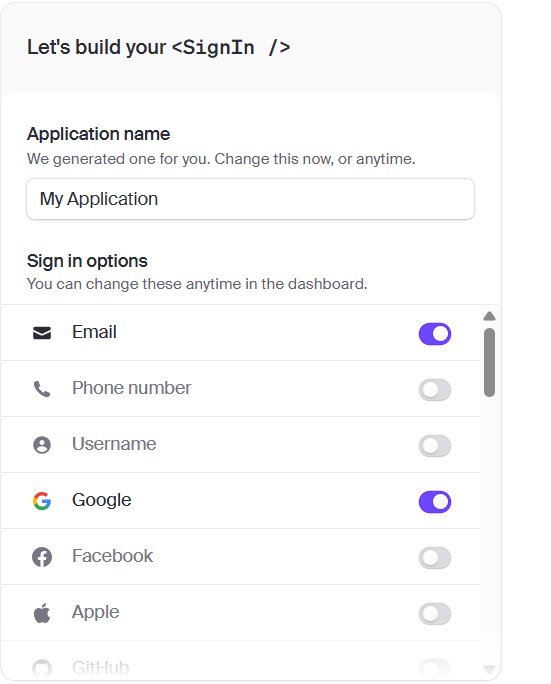 Let's build your <SignIn />
Application name
We generated one for you. Change this now, or anytime.
My Application
Sign in options
You can change these anytime in the dashboard.
Email
Phone number
Username
Google
Facebook
Apple
GitHub